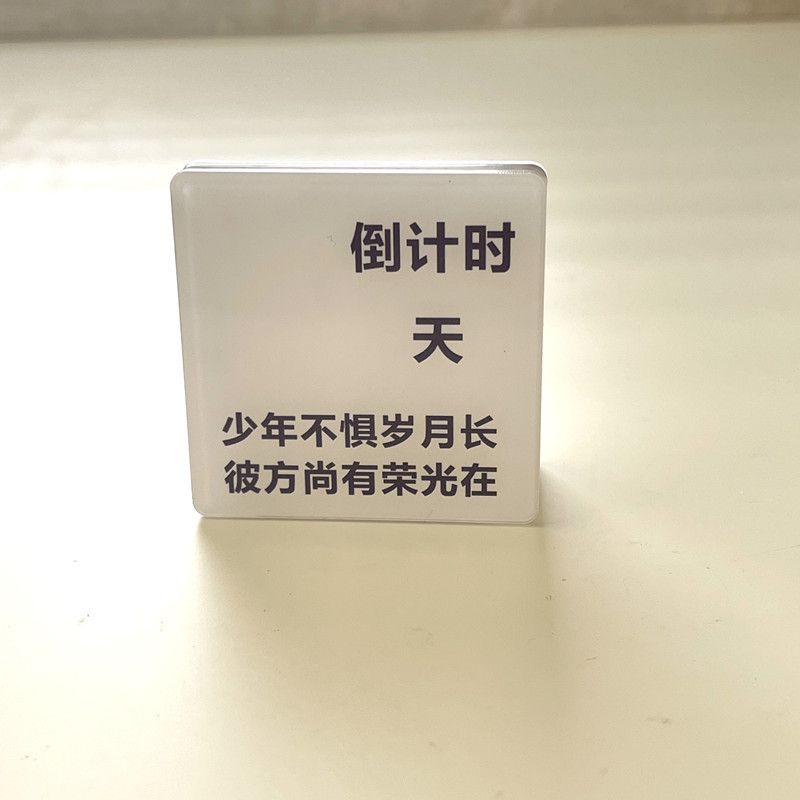 倒计时
天
少年不惧岁月长
彼方尚有荣光在